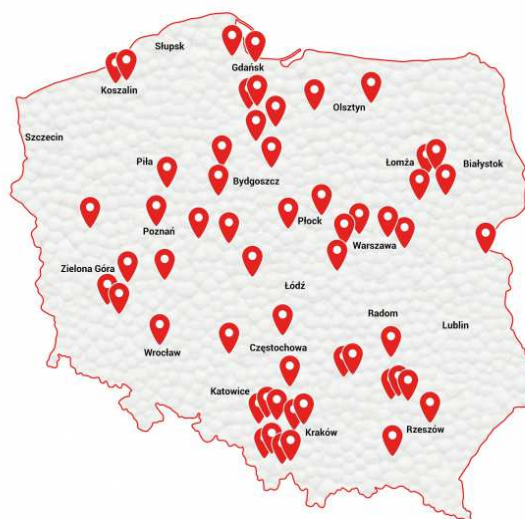 Słupsk
Gdańsk
Koszalin
Olsztyn
Szczecin
Piła
Łomża
Białystok
Bydgoszcz
Płock
Poznań
Warszawa
Zielona Góra
Łódź
Radom
Lublin
Wrocław
Częstochowa
Katowice
Kraków
Rzeszów